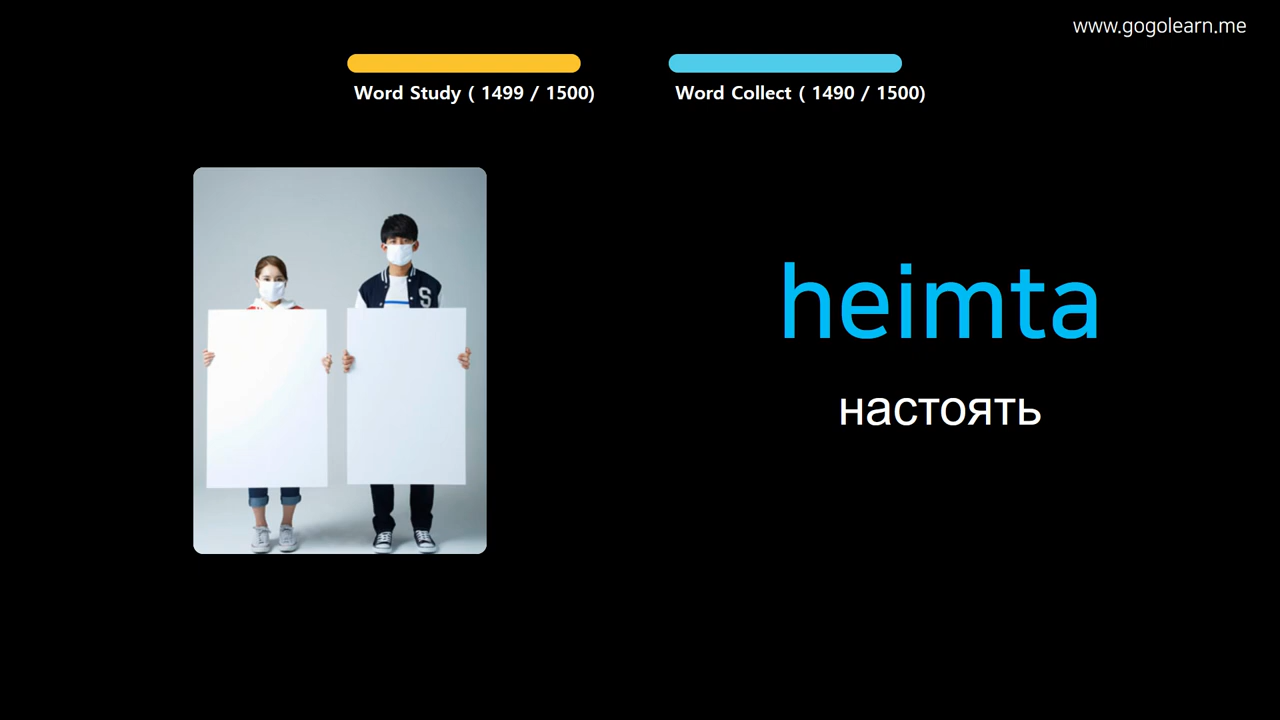 www.gogolearn.me
Word Study ( 1499 / 1500)
Word Collect ( 1490 / 1500)
S
heimta
настоять